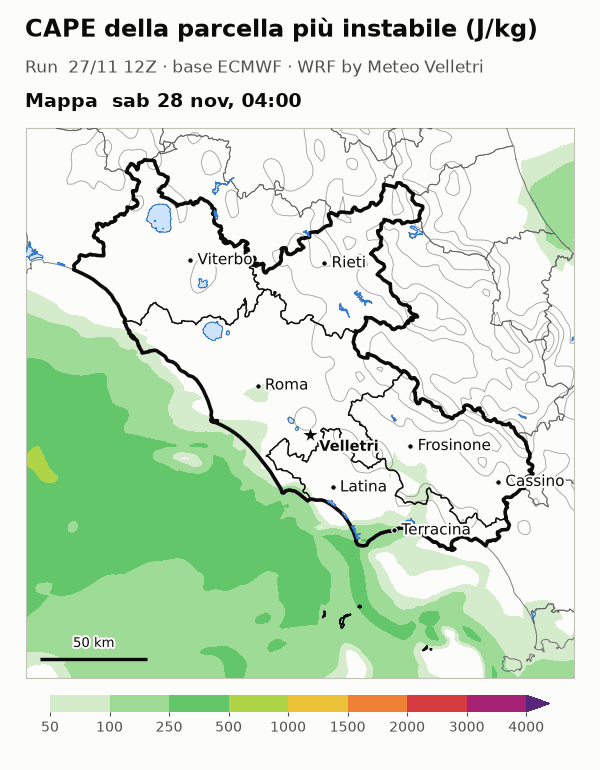 CAPE della parcella più instabile (J/kg)
Run  27/11 12Z · base ECMWF · WRF by Meteo Velletri
Mappa  sab 28 nov, 04:00
Viterbo
Rieti
Roma
Velletri
Frosinone
Cassino
Latina
Terracina
50 km
50 100 250 500 1000 1500 2000 3000 4000